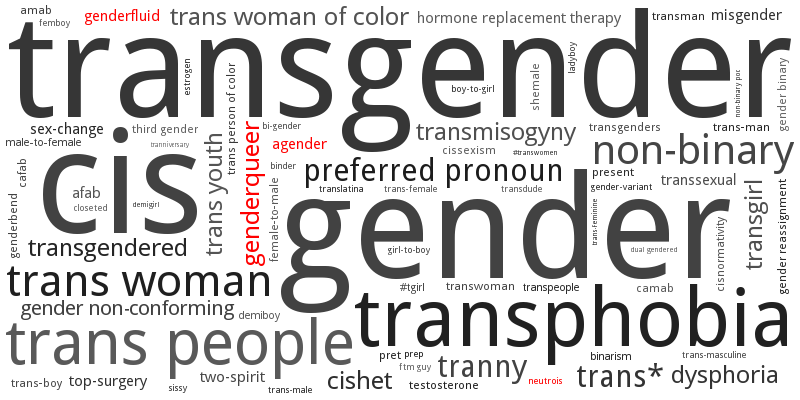 amab
femboy
genderfluid
trans woman of color
hormone replacement therapy
transman
misgender
transgender
estrogen
boy-to-girl
shemale
ladyboy
non-binary poc
gender binary
sex-change
third gender
trans person of color
bi-gender
transmisogyny
transgenders
trans-man
male-to-female
tranniversary
trans youth
genderqueer
agender
cissexism
#transwomen
non-binary
cafab
cis
binder
preferred pronoun
present
afab
closeted
demigirl
female-to-male
translatina
trans-female
transdude
gender-variant
transsexual
genderbend
trans-feminine
gender
cisnormativity
transgirl
gender reassignment
transgendered
girl-to-boy
dual gendered
trans woman
#tgirl
transwoman
transpeople
camab
gender non-conforming
demiboy
transphobia
trans people
pret
prep
binarism
trans-masculine
ftm guy
tranny
trans-boy
top-surgery
sissy
two-spirit
trans-male
cishet
testosterone
neutrois
trans*
dysphoria